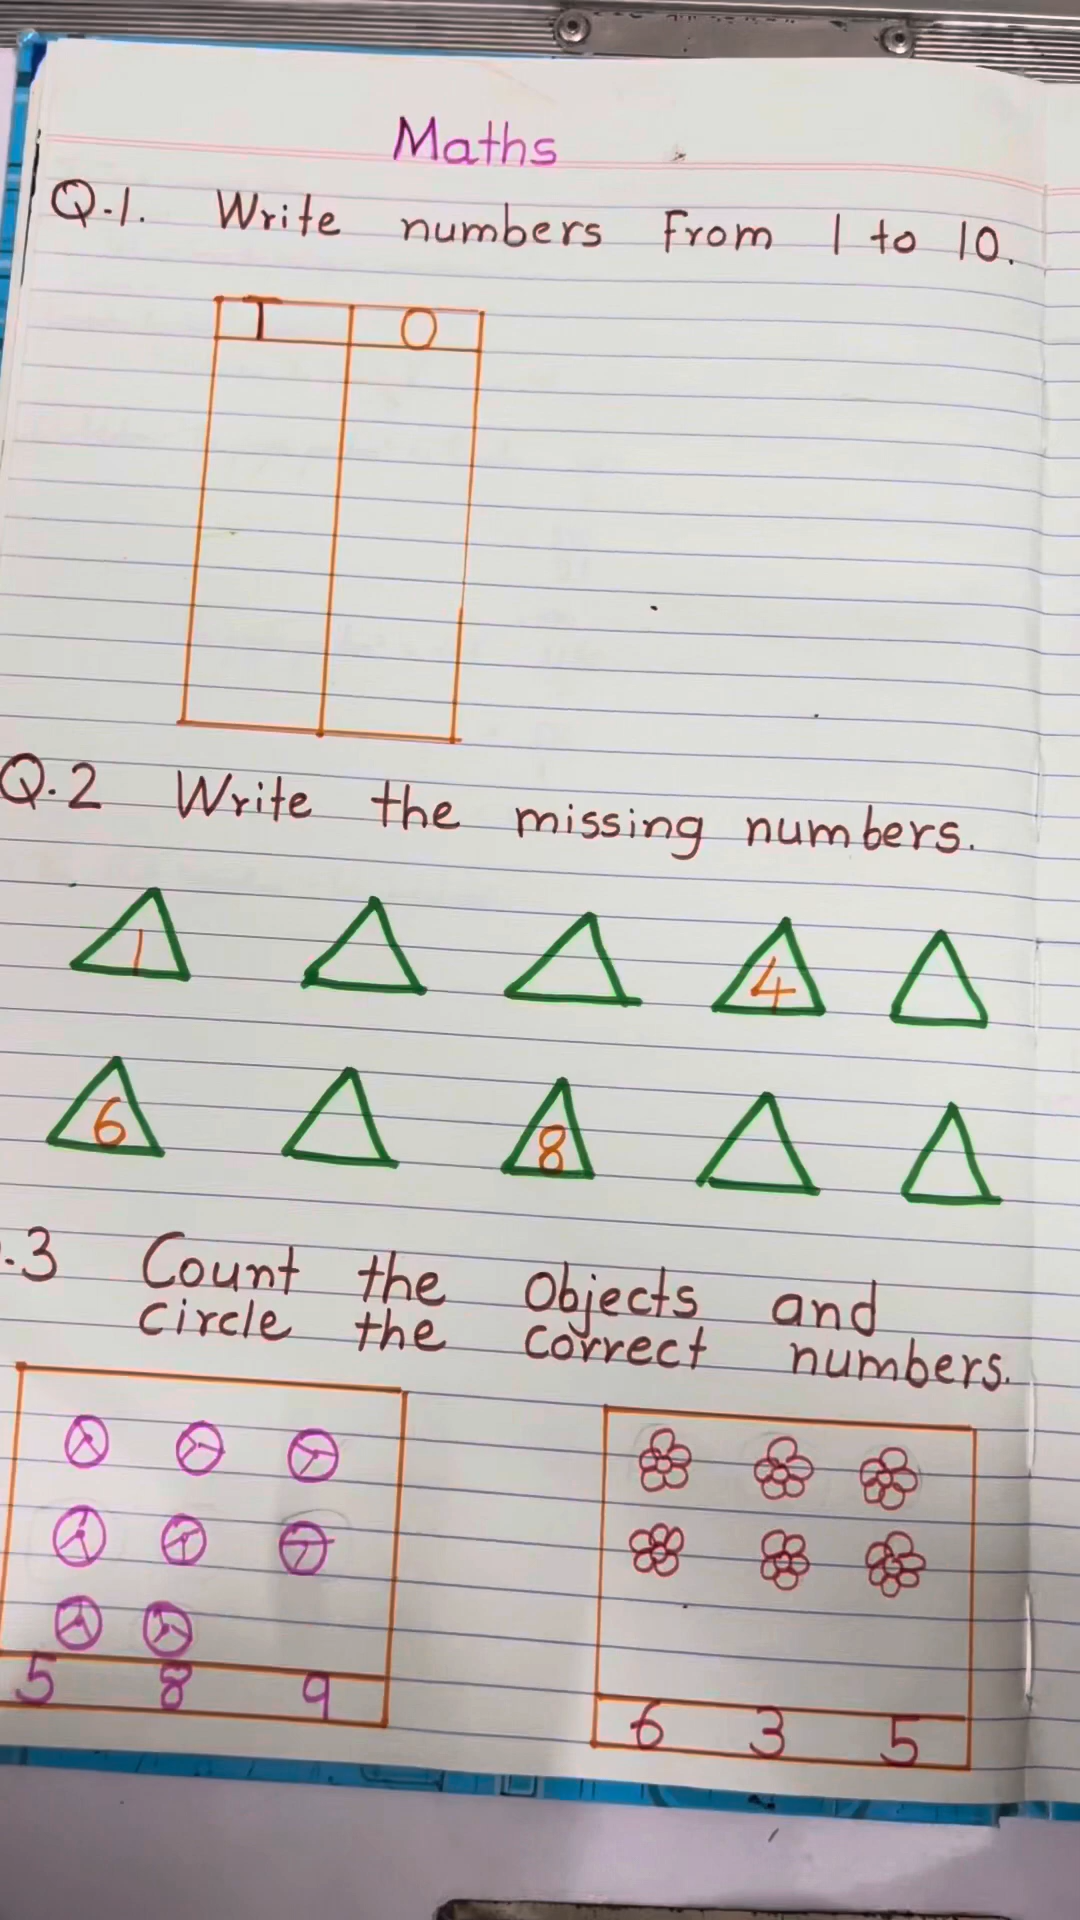 Maths
Q.1. Write numbers From 1 to 10.
T O
Q.2 Write the missing numbers.
1 4
6 8
.3 Count the Objects and
circle the correct numbers.
5 8 9
6 3 5